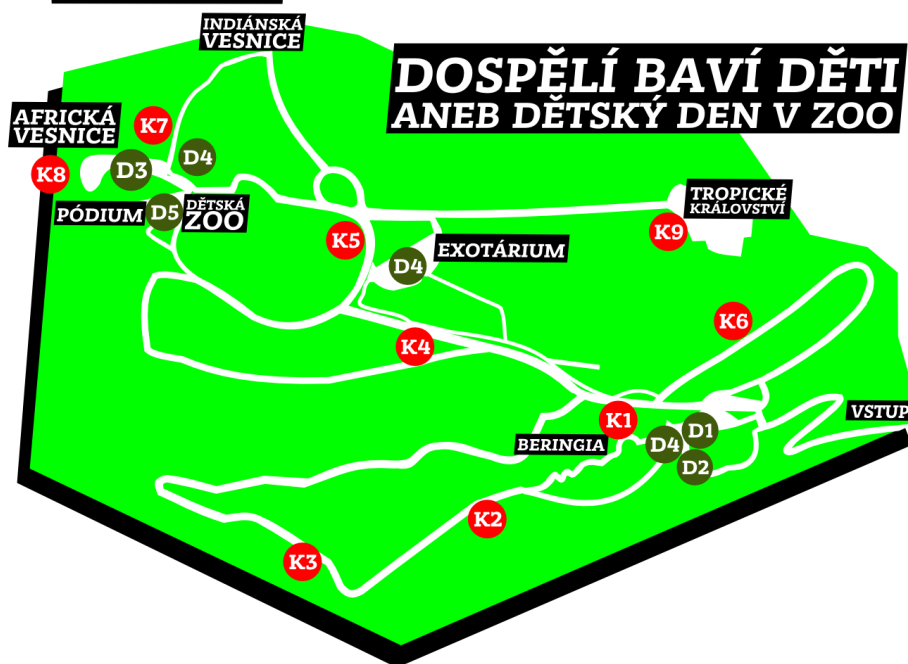 INDIÁNSKÁ
VESNICE
DOSPĚLÍ BAVÍ DĚTI
ANEB DĚTSKÝ DEN V ZOO
AFRICKÁ
VESNICE
K7
K8
D3
D4
PÓDIUM
D5
DĚTSKÁ
ZOO
TROPICKÉ
KRÁLOVSTVÍ
K9
K5
EXOTÁRIUM
D4
K6
K4
VSTUP
K1
BERINGIA
D4
D1
D2
K2
K3